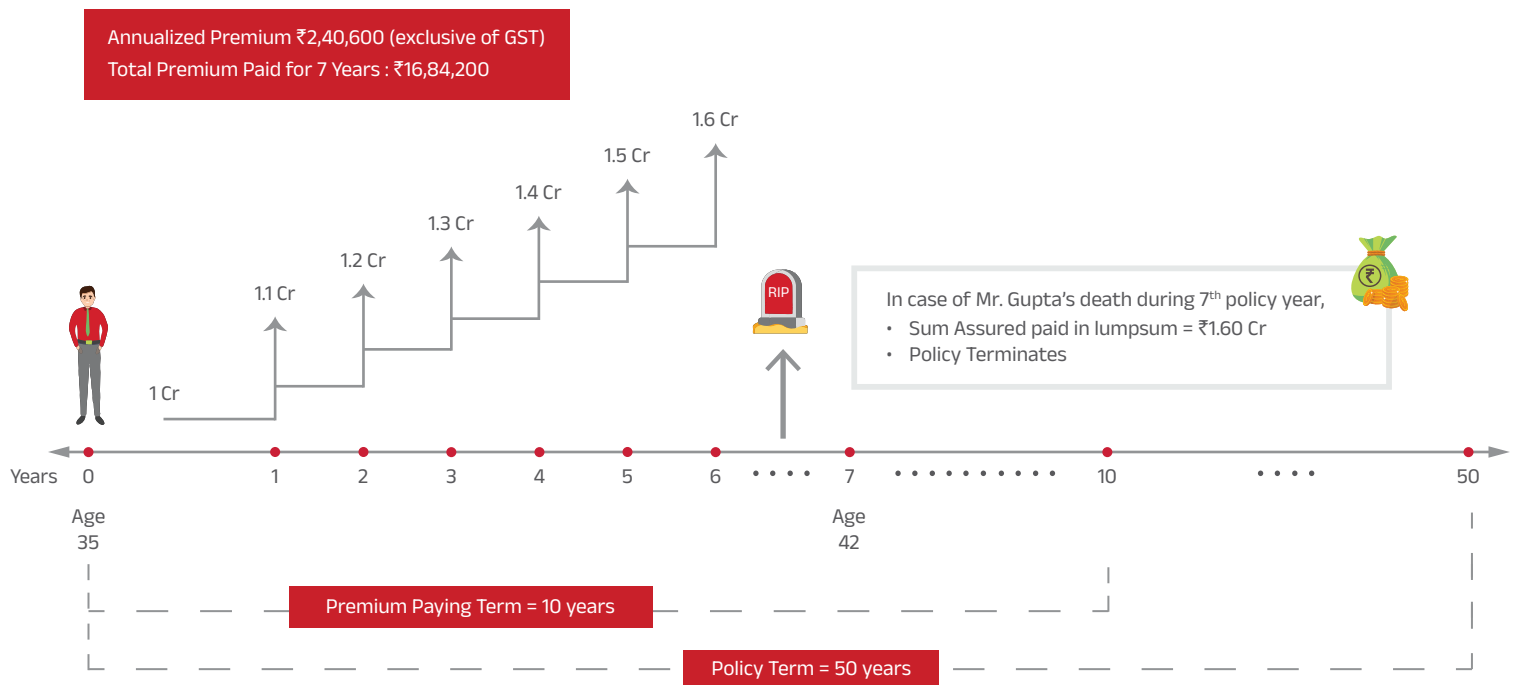 Annualized Premium ₹2,40,600 (exclusive of GST)
Total Premium Paid for 7 Years : ₹16,84,200
1.6 Cr
1.5 Cr
1.4 Cr
1.3 Cr
1.2 Cr
1.1 Cr
1 Cr
RIP
₹
In case of Mr. Gupta's death during 7th policy year,
• Sum Assured paid in lumpsum = ₹1.60 Cr
• Policy Terminates
Years 0 1 2 3 4 5 6 7 10 50
Age Age
35 42
Premium Paying Term = 10 years
Policy Term = 50 years